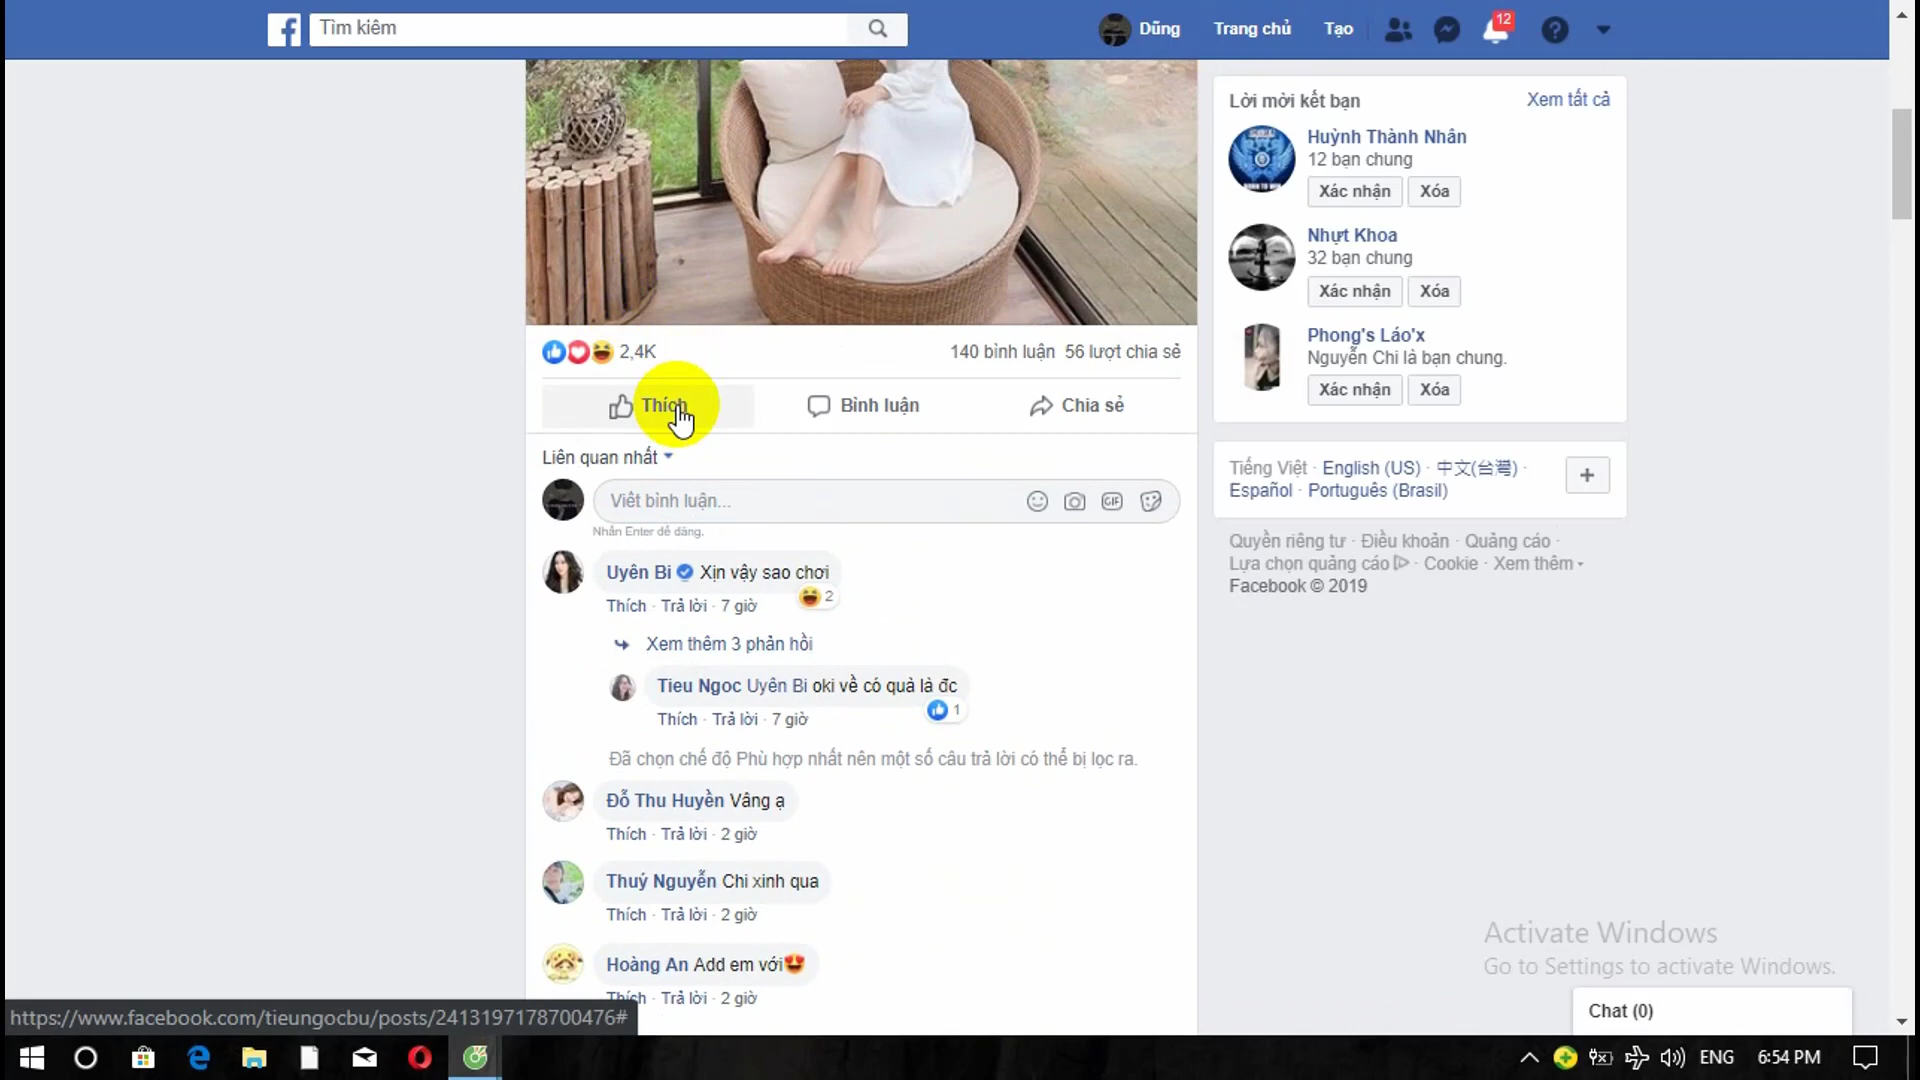 Tìm kiếm
Dũng
Trang chủ
Tạo
12
Lời mời kết bạn
Xem tất cả
Huỳnh Thành Nhân
12 bạn chung
Xác nhận
Xóa
Nhựt Khoa
32 bạn chung
Xác nhận
Xóa
Phong's Láo'x
Nguyễn Chi là bạn chung.
Xác nhận
Xóa
2,4K
140 bình luận 56 lượt chia sẻ
Thích
Bình luận
Chia sẻ
Liên quan nhất
Viết bình luận...
GIF
Nhấn Enter để đăng.
Uyên Bi Xịn vậy sao chơi
2
Thích · Trả lời · 7 giờ
Xem thêm 3 phản hồi
Tieu Ngoc Uyên Bi oki về có quà là đc
1
Thích · Trả lời · 7 giờ
Đã chọn chế độ Phù hợp nhất nên một số câu trả lời có thể bị lọc ra.
Đỗ Thu Huyền Vâng ạ
Thích · Trả lời · 2 giờ
Thuý Nguyễn Chi xinh qua
Thích · Trả lời · 2 giờ
Hoàng An Add em với
Thích · Trả lời · 2 giờ
Tiếng Việt · English (US) · 中文(台灣) ·
Español · Português (Brasil)
Quyền riêng tư · Điều khoản · Quảng cáo ·
Lựa chọn quảng cáo · Cookie · Xem thêm
Facebook © 2019
Activate Windows
Go to Settings to activate Windows.
Chat (0)
https://www.facebook.com/tieungocbu/posts/2413197178700476#
ENG
6:54 PM